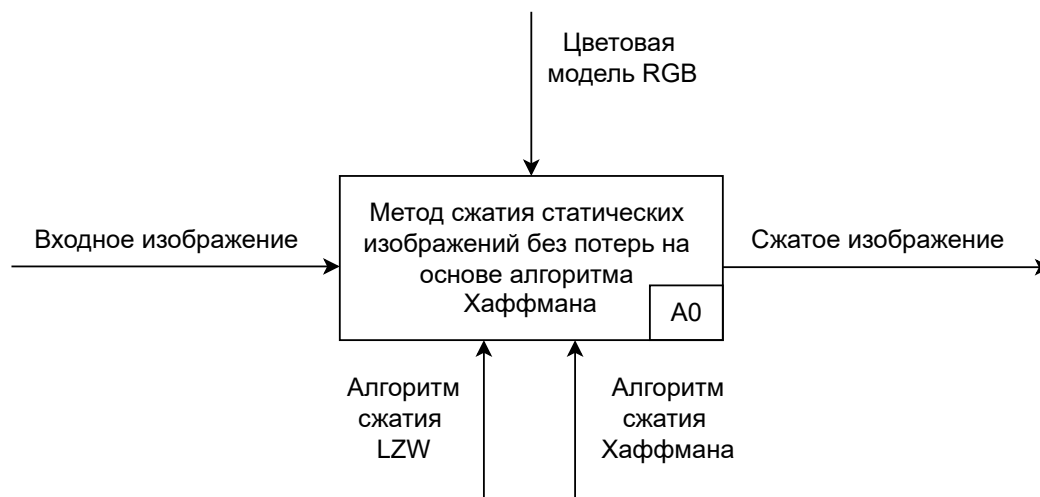 Цветовая
модель RGB
Входное изображение
Метод сжатия статических
изображений без потерь на
основе алгоритма
Хаффмана
A0
Сжатое изображение
Алгоритм
сжатия
LZW
Алгоритм
сжатия
Хаффмана